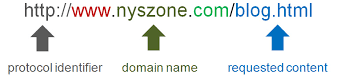 http://www.nyszone.com/blog.html
protocol identifier domain name requested content